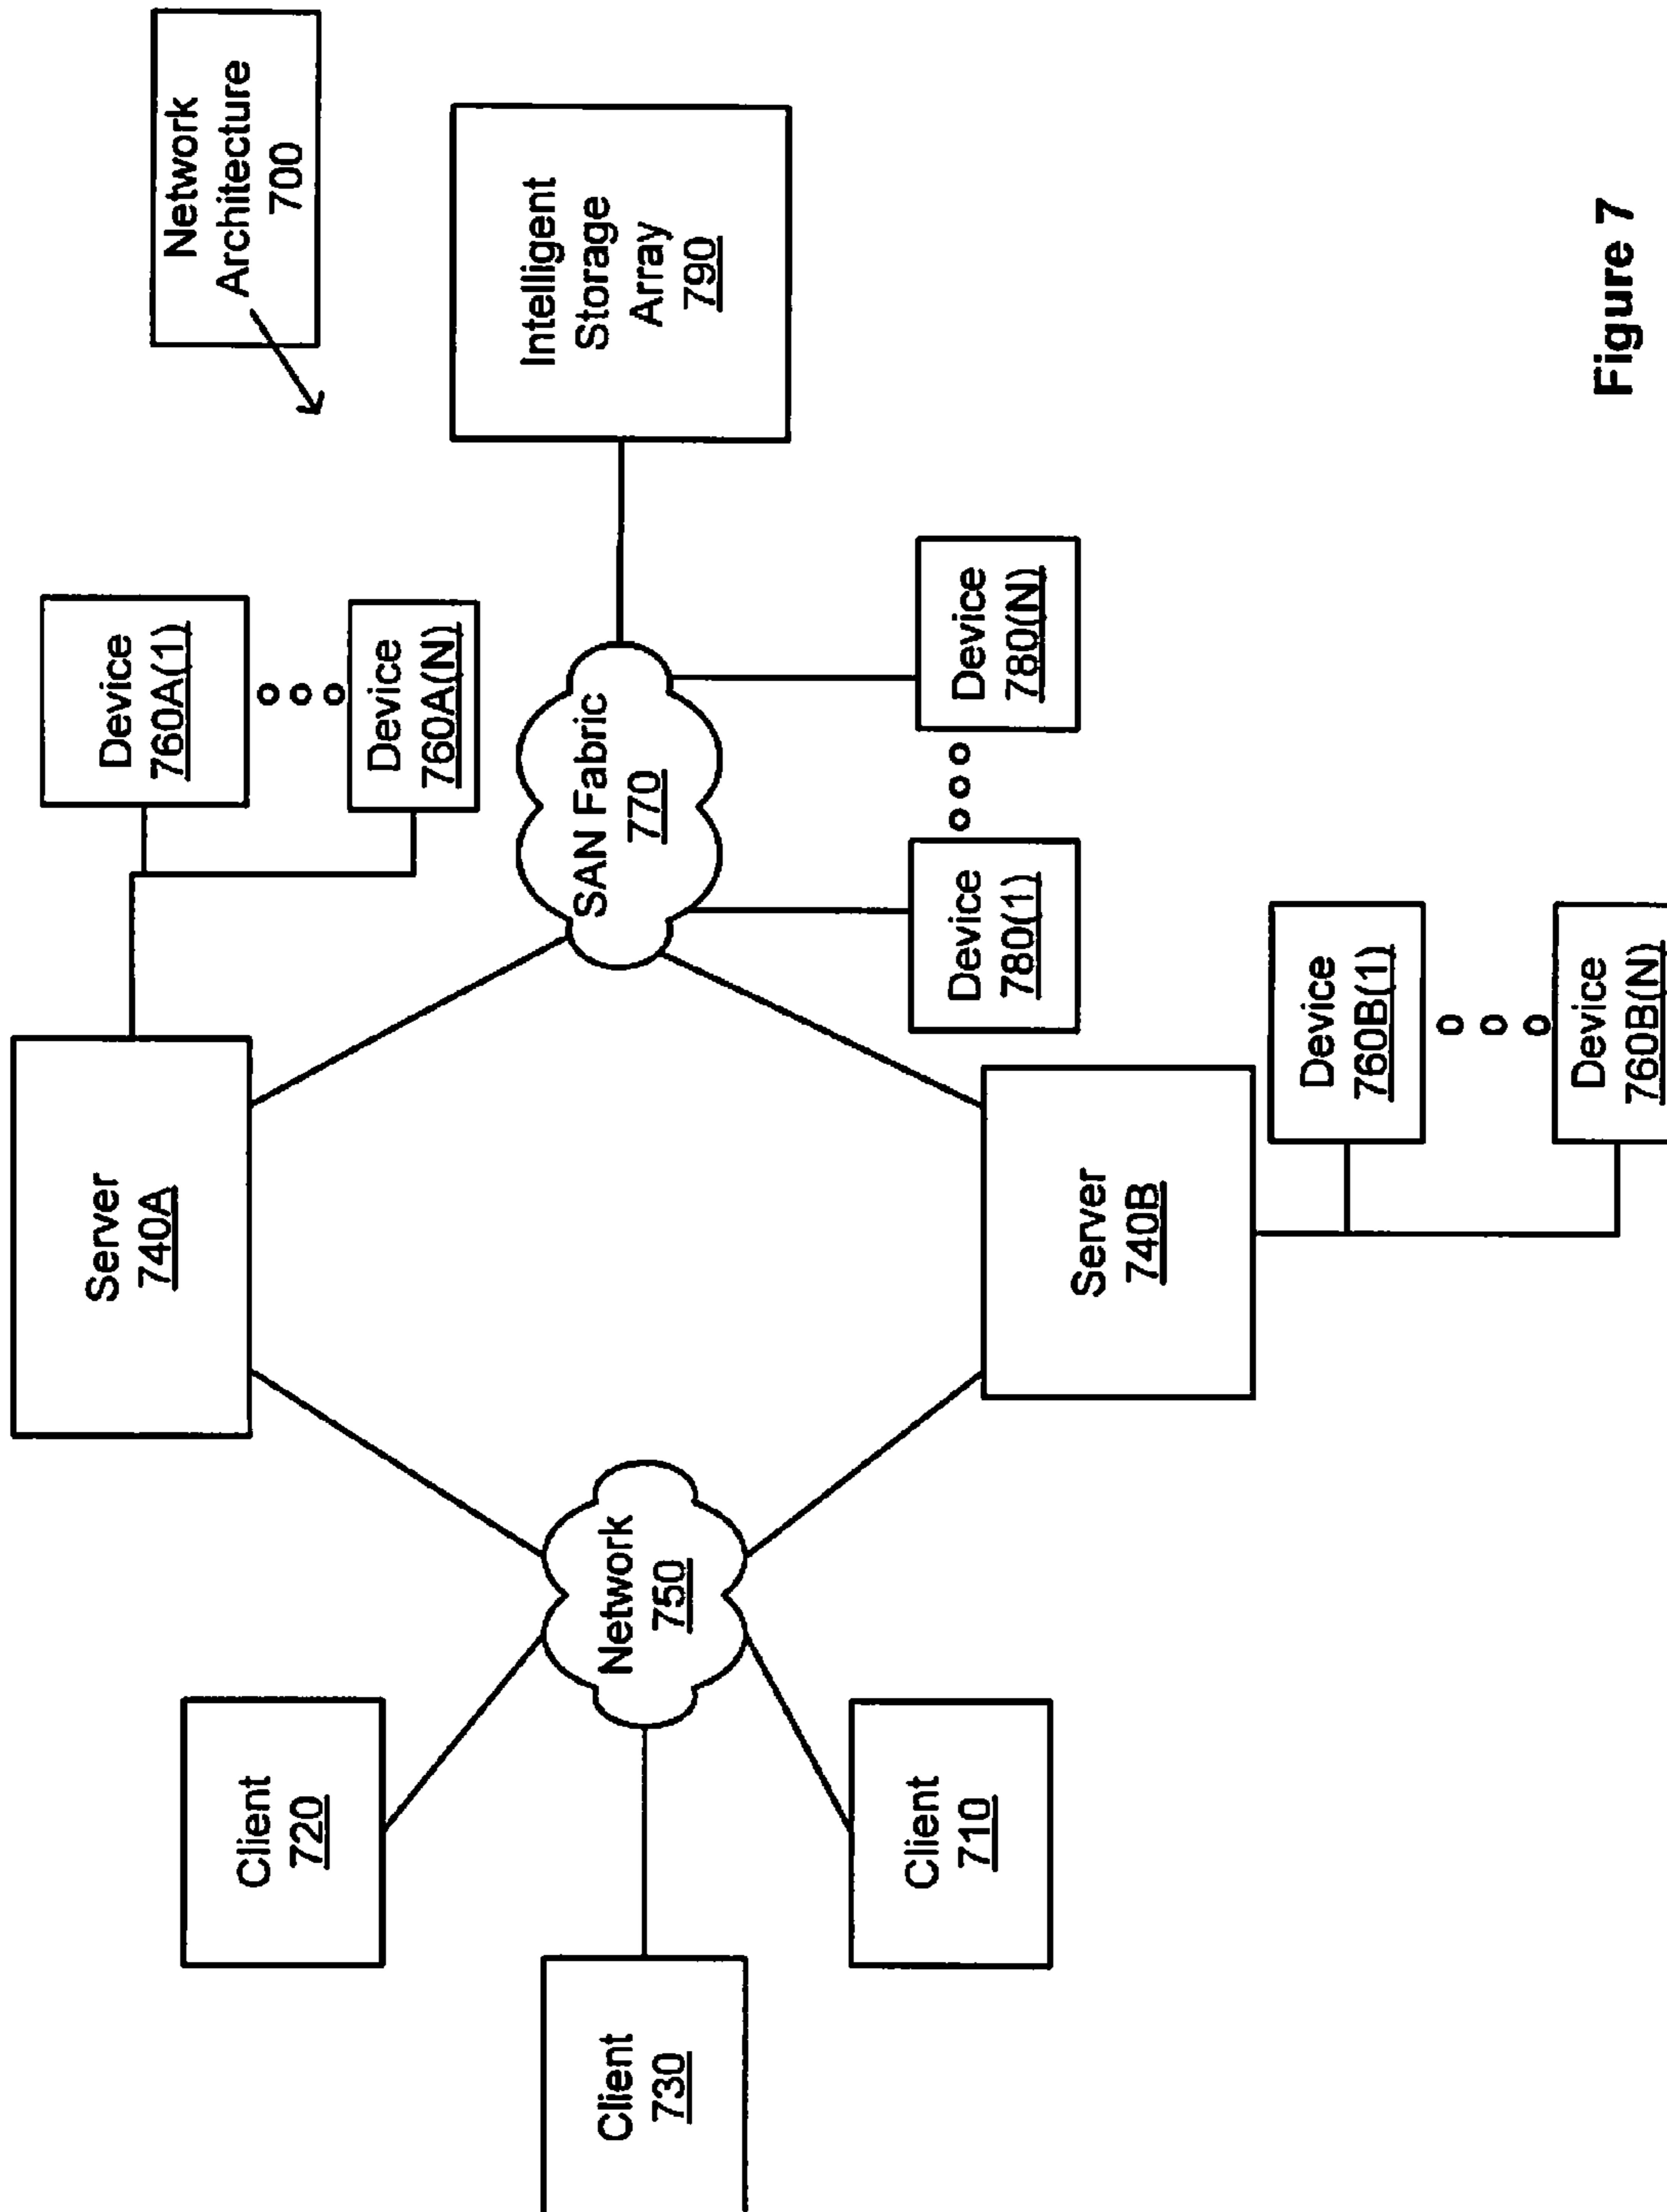 Network
Architecture
700
Device
760A(1)
Device
760A(N)
Server
740A
Intelligent
Storage
Array
790
SAN Fabric
770
Client
720
Network
750
Device
780(1)
Device
780(N)
Client
730
Client
710
Server
740B
Device
760B(1)
Device
760B(N)
Figure 7